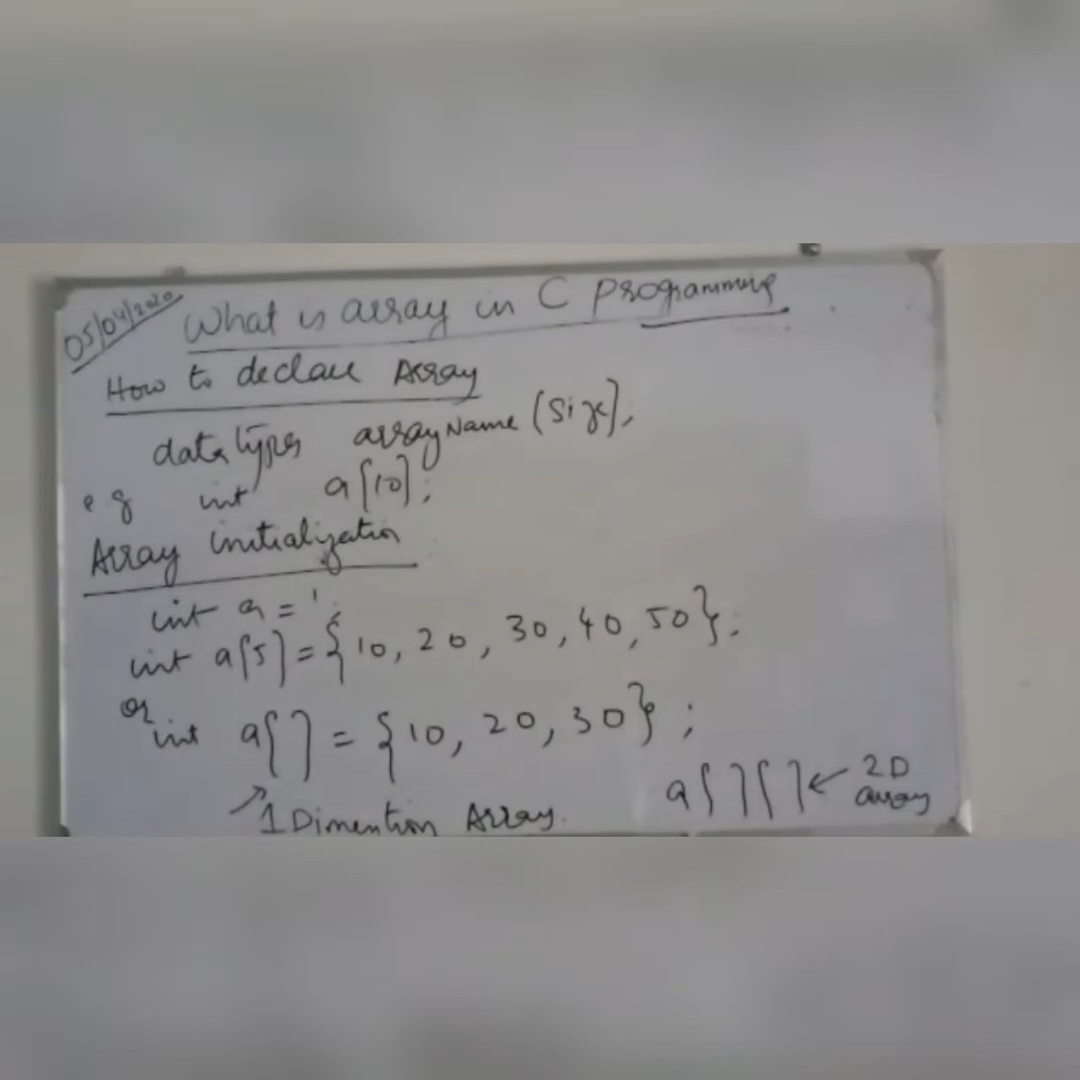 05/04/2020
What is array in C programming
How to declare Array
data types arrayName (Size],
e g int a[10];
Array initialization
int a = 1;
int a[5] = {10, 20, 30, 40, 50};
or
int a[] = {10, 20, 30};
1 Dimention Array.
a[][] ← 2D array